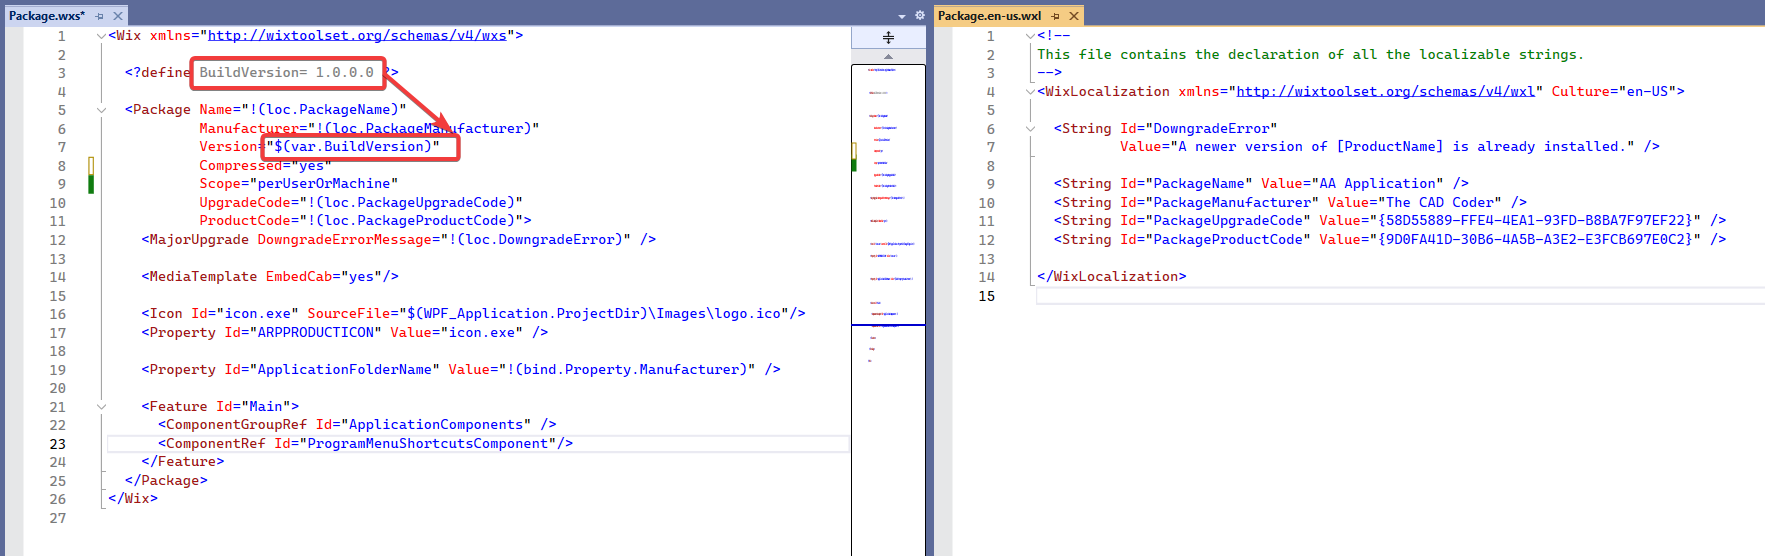 Package.wxs*
1 <Wix xmlns="http://wixtoolset.org/schemas/v4/wxs">
2
3 <?define BuildVersion= 1.0.0.0 ?>
4
5 <Package Name="!(loc.PackageName)"
6 Manufacturer="!(loc.PackageManufacturer)"
7 Version="$(var.BuildVersion)"
8 Compressed="yes"
9 Scope="perUserOrMachine"
10 UpgradeCode="!(loc.PackageUpgradeCode)"
11 ProductCode="!(loc.PackageProductCode)">
12 <MajorUpgrade DowngradeErrorMessage="!(loc.DowngradeError)" />
13
14 <MediaTemplate EmbedCab="yes"/>
15
16 <Icon Id="icon.exe" SourceFile="$(WPF_Application.ProjectDir)\Images\logo.ico"/>
17 <Property Id="ARPPRODUCTICON" Value="icon.exe" />
18
19 <Property Id="ApplicationFolderName" Value="!(bind.Property.Manufacturer)" />
20
21 <Feature Id="Main">
22 <ComponentGroupRef Id="ApplicationComponents" />
23 <ComponentRef Id="ProgramMenuShortcutsComponent"/>
24 </Feature>
25 </Package>
26 </Wix>
27
Package.en-us.wxl
1 <!--
2 This file contains the declaration of all the localizable strings.
3 -->
4 <WixLocalization xmlns="http://wixtoolset.org/schemas/v4/wxl" Culture="en-US">
5
6 <String Id="DowngradeError"
7 Value="A newer version of [ProductName] is already installed." />
8
9 <String Id="PackageName" Value="AA Application" />
10 <String Id="PackageManufacturer" Value="The CAD Coder" />
11 <String Id="PackageUpgradeCode" Value="{58D55889-FFE4-4EA1-93FD-B8BA7F97EF22}" />
12 <String Id="PackageProductCode" Value="{9D0FA41D-30B6-4A5B-A3E2-E3FCB697E0C2}" />
13
14 </WixLocalization>
15